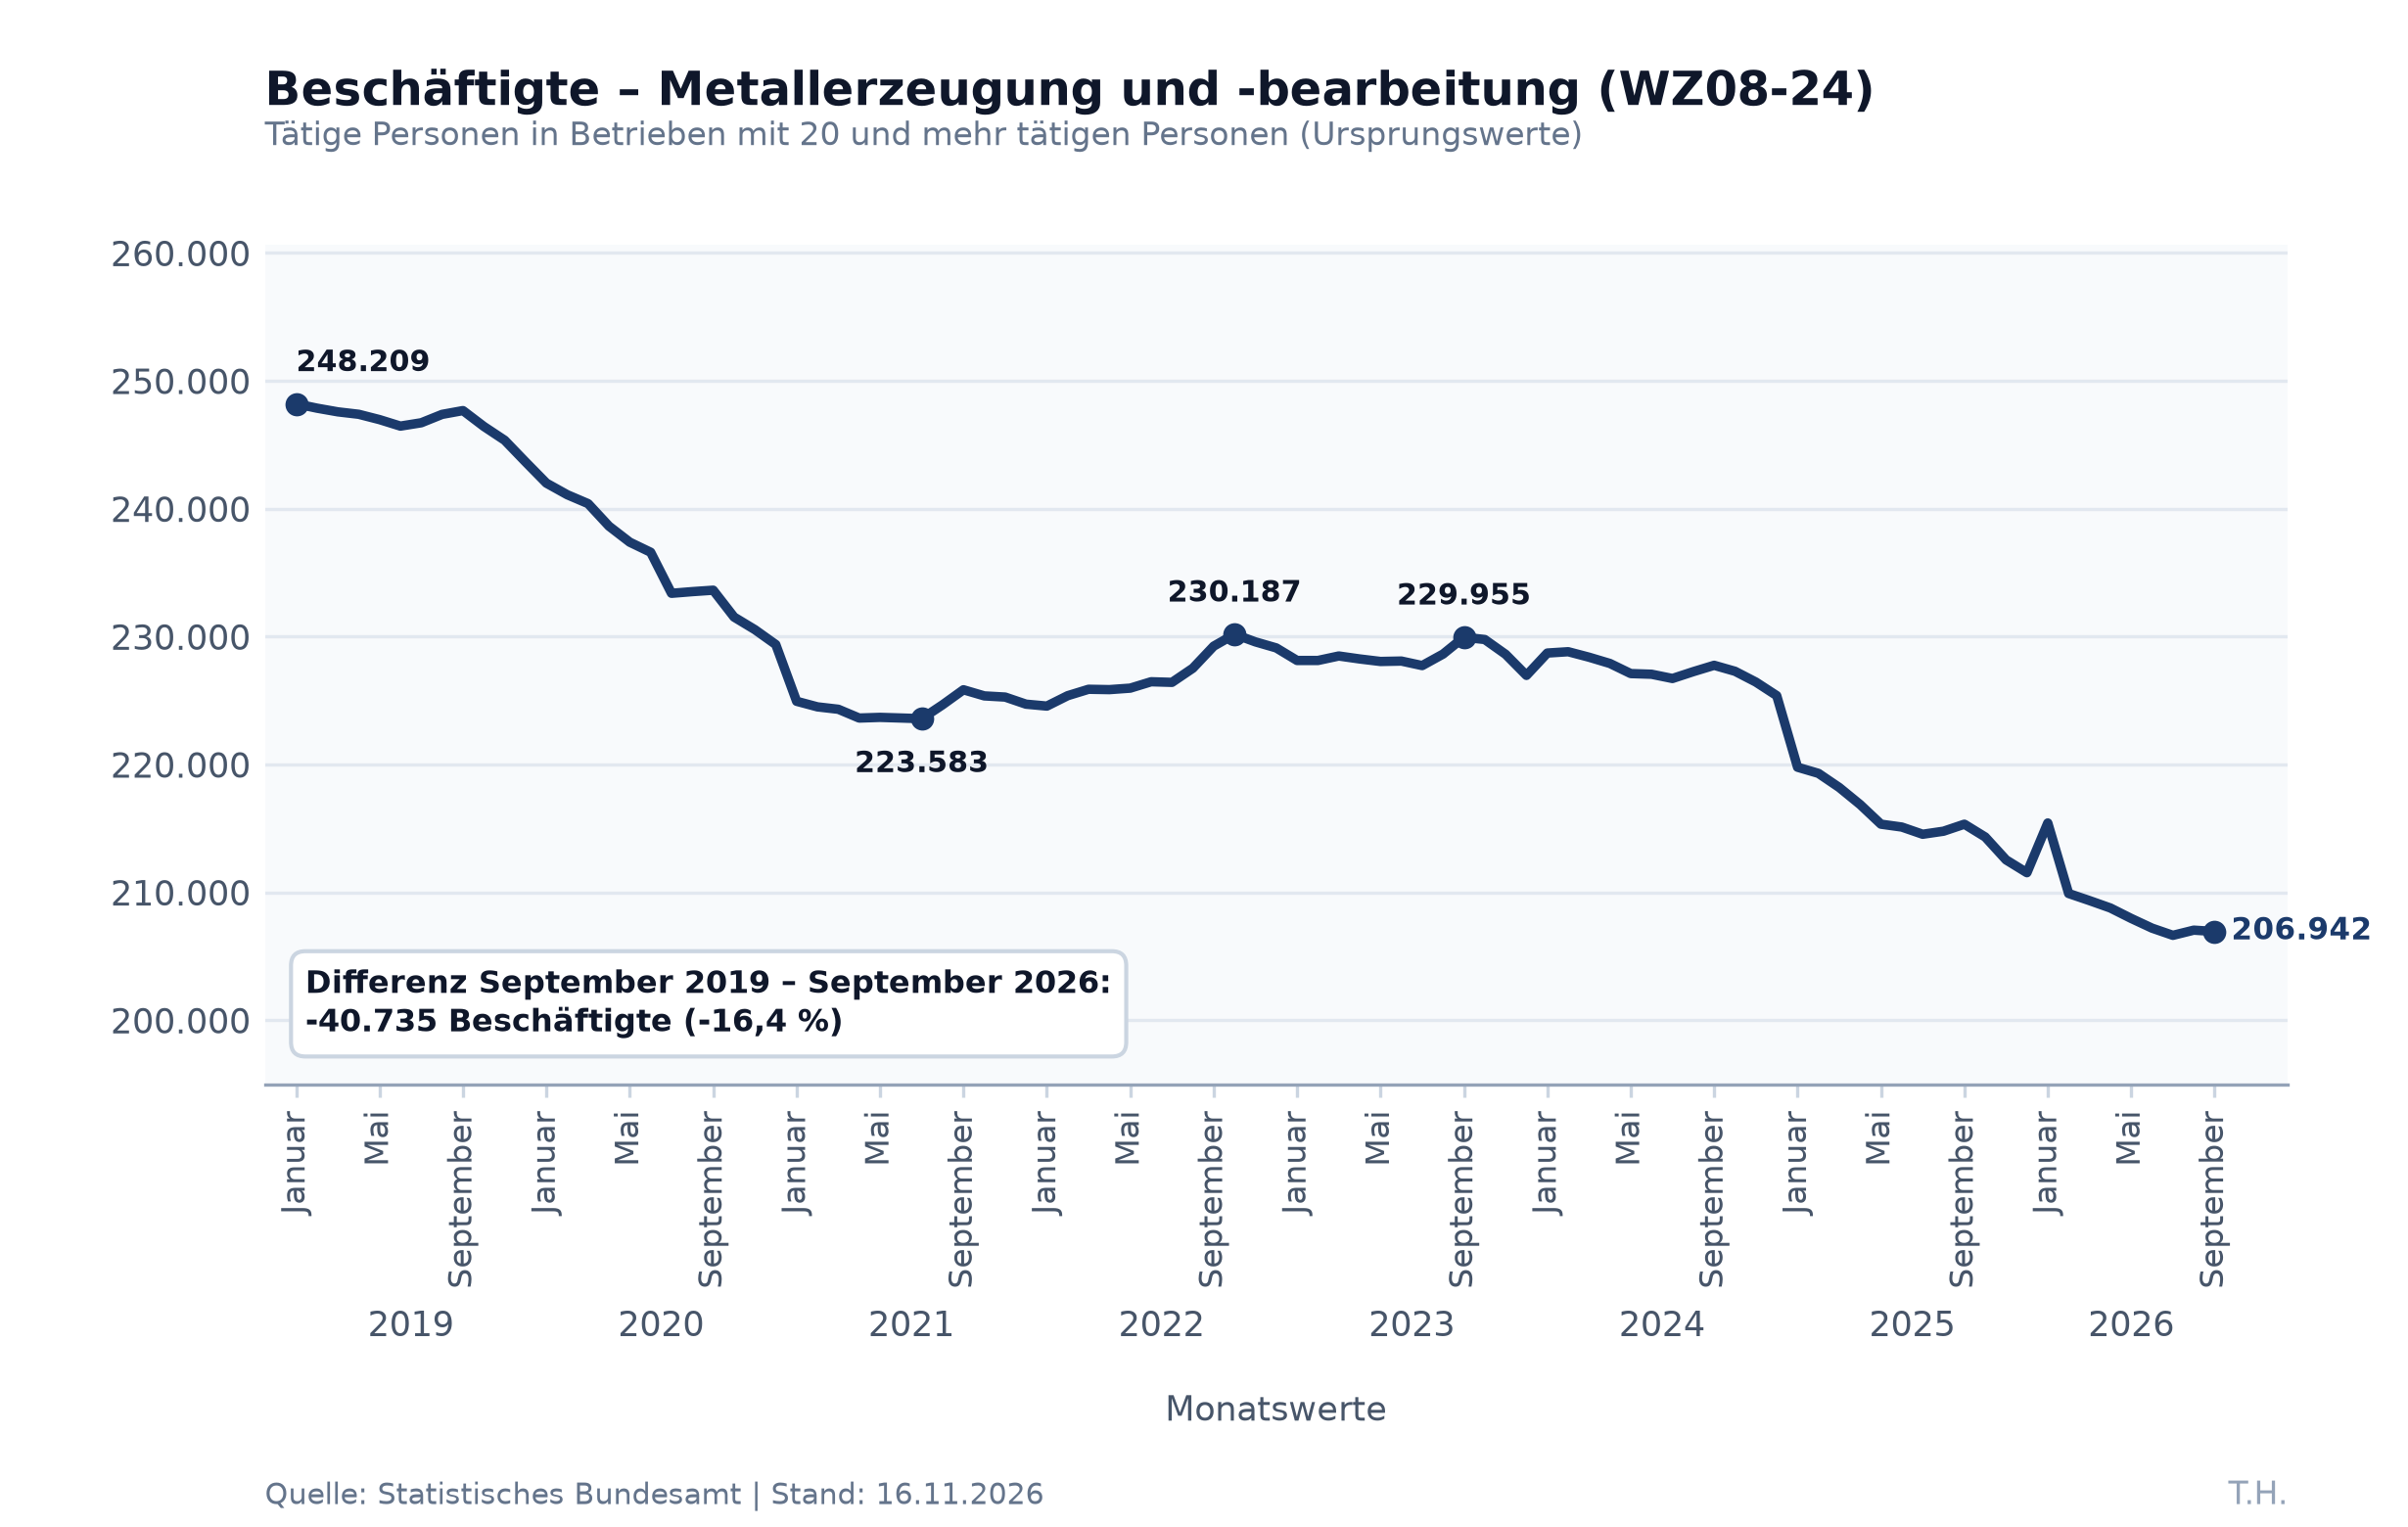 Beschäftigte – Metallerzeugung und -bearbeitung (WZ08-24)
Tätige Personen in Betrieben mit 20 und mehr tätigen Personen (Ursprungswerte)
260.000
250.000
240.000
230.000
220.000
210.000
200.000
248.209
223.583
230.187
229.955
206.942
Differenz September 2019 – September 2026:
-40.735 Beschäftigte (-16,4 %)
Januar
Mai
September
Januar
Mai
September
Januar
Mai
September
Januar
Mai
September
Januar
Mai
September
Januar
Mai
September
Januar
Mai
September
Januar
Mai
September
2019
2020
2021
2022
2023
2024
2025
2026
Monatswerte
Quelle: Statistisches Bundesamt | Stand: 16.11.2026
T.H.